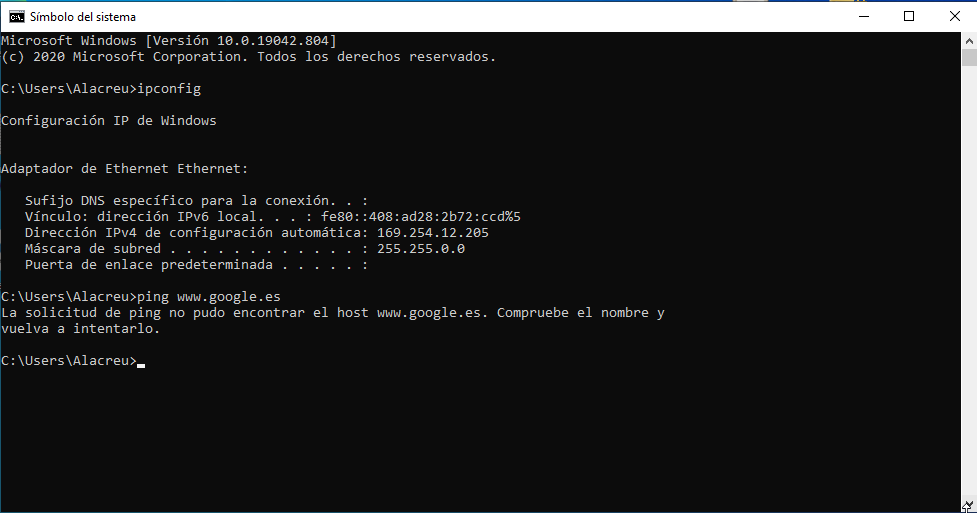 Símbolo del sistema
Microsoft Windows [Versión 10.0.19042.804]
(c) 2020 Microsoft Corporation. Todos los derechos reservados.
C:\Users\Alacreu>ipconfig
Configuración IP de Windows
Adaptador de Ethernet Ethernet:
Sufijo DNS específico para la conexión. . :
Vínculo: dirección IPv6 local. . . : fe80::408:ad28:2b72:ccd%5
Dirección IPv4 de configuración automática: 169.254.12.205
Máscara de subred . . . . . . . . . . . . : 255.255.0.0
Puerta de enlace predeterminada . . . . . :
C:\Users\Alacreu>ping www.google.es
La solicitud de ping no pudo encontrar el host www.google.es. Compruebe el nombre y
vuelva a intentarlo.
C:\Users\Alacreu>